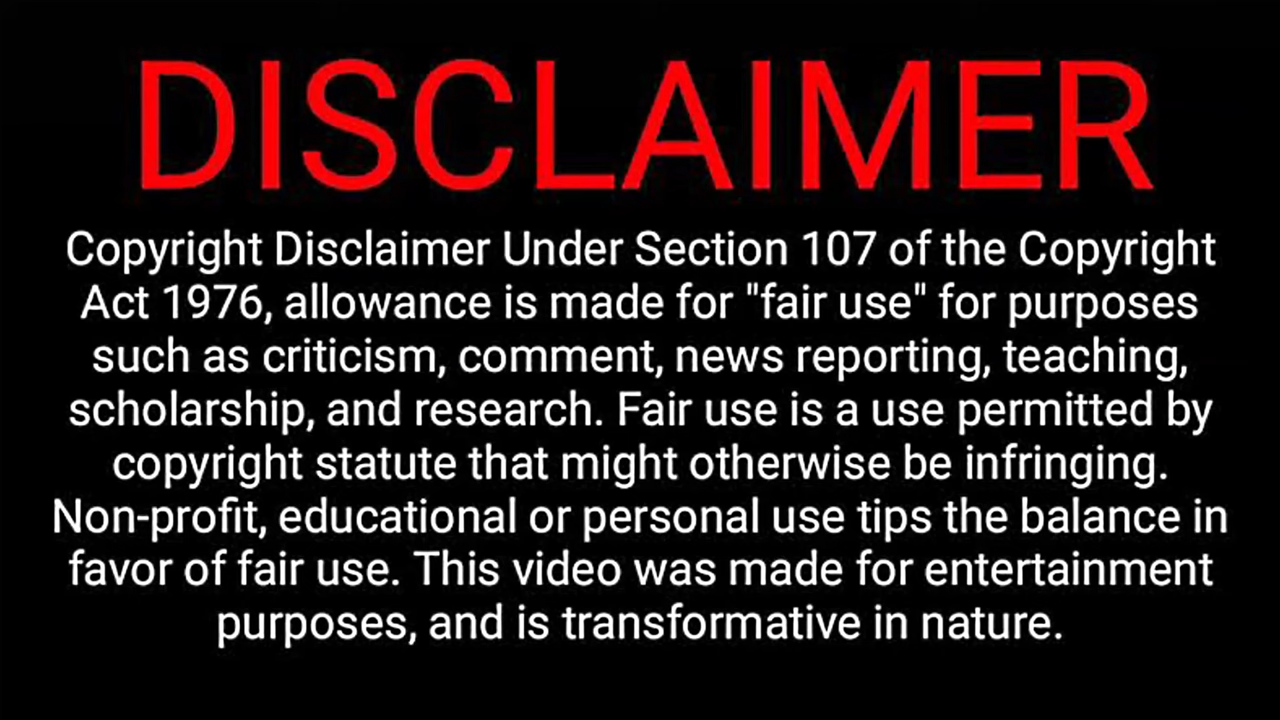 DISCLAIMER
Copyright Disclaimer Under Section 107 of the Copyright
Act 1976, allowance is made for "fair use" for purposes
such as criticism, comment, news reporting, teaching,
scholarship, and research. Fair use is a use permitted by
copyright statute that might otherwise be infringing.
Non-profit, educational or personal use tips the balance in
favor of fair use. This video was made for entertainment
purposes, and is transformative in nature.